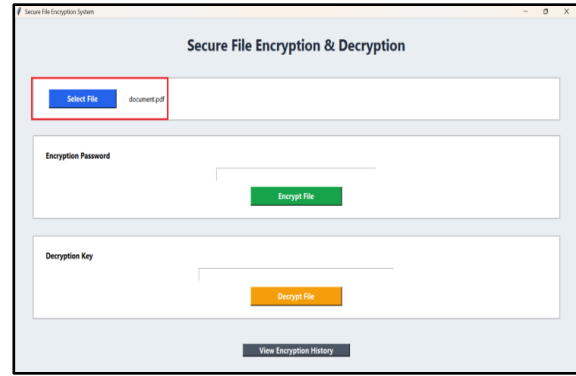 Secure File Encryption System
Secure File Encryption & Decryption
Select File document.pdf
Encryption Password
Encrypt File
Decryption Key
Decrypt File
View Encryption History